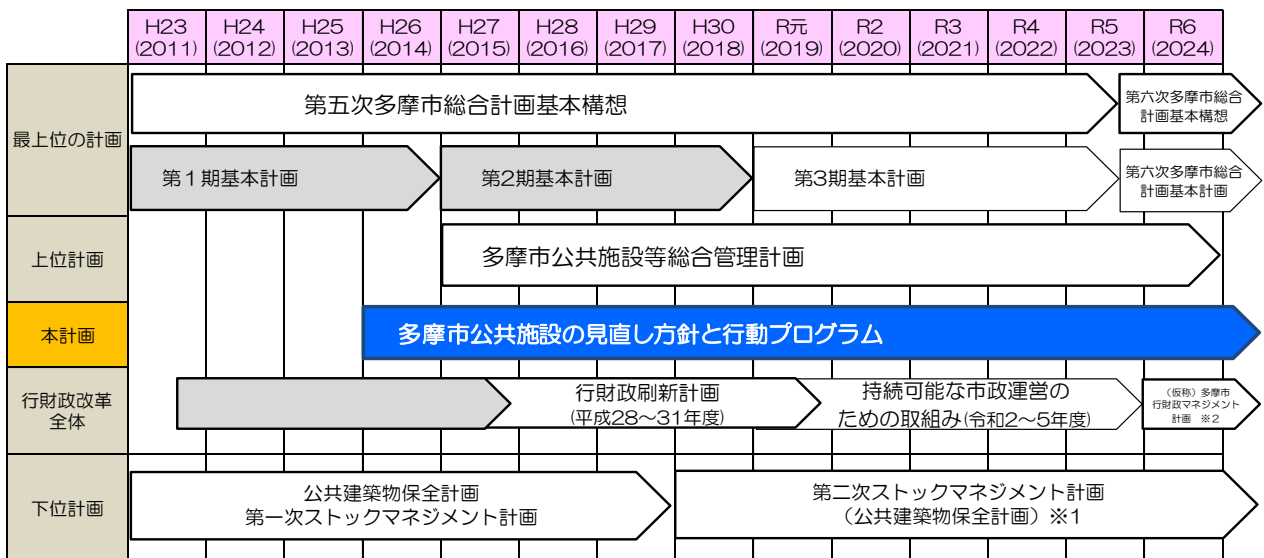 H23 H24 H25 H26 H27 H28 H29 H30 R元 R2 R3 R4 R5 R6
(2011) (2012) (2013) (2014) (2015) (2016) (2017) (2018) (2019) (2020) (2021) (2022) (2023) (2024)
最上位の計画
第五次多摩市総合計画基本構想
第六次多摩市総合
計画基本構想
第１期基本計画
第2期基本計画
第3期基本計画
第六次多摩市総合
計画基本計画
上位計画
多摩市公共施設等総合管理計画
本計画
多摩市公共施設の見直し方針と行動プログラム
行財政改革
全体
行財政刷新計画
(平成28～31年度)
持続可能な市政運営の
ための取組み(令和2～5年度)
（仮称）多摩市
行財政マネジメント
計画　※2
下位計画
公共建築物保全計画
第一次ストックマネジメント計画
第二次ストックマネジメント計画
（公共建築物保全計画）※1